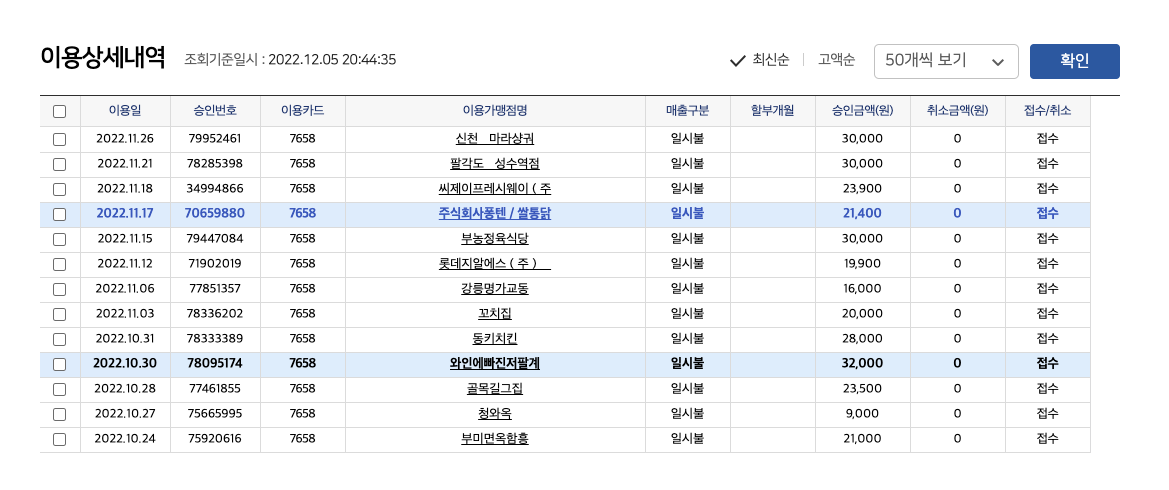 이용상세내역 조회기준일시 : 2022.12.05 20:44:35 최신순 고액순 50개씩 보기 확인
이용일 승인번호 이용카드 이용가맹점명 매출구분 할부개월 승인금액(원) 취소금액(원) 접수/취소
2022.11.26 79952461 7658 신천 마라샹궈 일시불 30,000 0 접수
2022.11.21 78285398 7658 팔각도 성수역점 일시불 30,000 0 접수
2022.11.18 34994866 7658 씨제이프레시웨이 ( 주 일시불 23,900 0 접수
2022.11.17 70659880 7658 주식회사퐁텐 / 쌀통닭 일시불 21,400 0 접수
2022.11.15 79447084 7658 부농정육식당 일시불 30,000 0 접수
2022.11.12 71902019 7658 롯데지알에스 ( 주 ) 일시불 19,900 0 접수
2022.11.06 77851357 7658 강릉명가교동 일시불 16,000 0 접수
2022.11.03 78336202 7658 꼬치집 일시불 20,000 0 접수
2022.10.31 78333389 7658 동키치킨 일시불 28,000 0 접수
2022.10.30 78095174 7658 와인에빠진저팔계 일시불 32,000 0 접수
2022.10.28 77461855 7658 골목길그집 일시불 23,500 0 접수
2022.10.27 75665995 7658 청와옥 일시불 9,000 0 접수
2022.10.24 75920616 7658 부미면옥함흥 일시불 21,000 0 접수